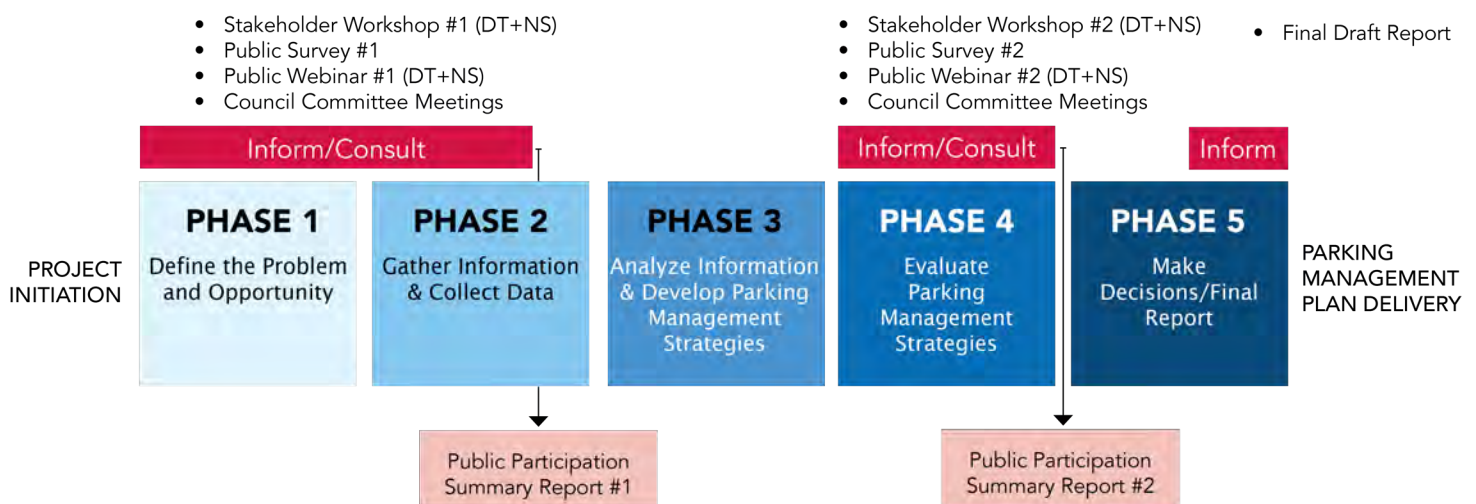 • Stakeholder Workshop #1 (DT+NS)
• Public Survey #1
• Public Webinar #1 (DT+NS)
• Council Committee Meetings
• Stakeholder Workshop #2 (DT+NS)
• Public Survey #2
• Public Webinar #2 (DT+NS)
• Council Committee Meetings
• Final Draft Report
Inform/Consult
Inform/Consult
Inform
PROJECT
INITIATION
PHASE 1
Define the Problem
and Opportunity
PHASE 2
Gather Information
& Collect Data
PHASE 3
Analyze Information
& Develop Parking
Management
Strategies
PHASE 4
Evaluate
Parking
Management
Strategies
PHASE 5
Make
Decisions/Final
Report
PARKING
MANAGEMENT
PLAN DELIVERY
Public Participation
Summary Report #1
Public Participation
Summary Report #2